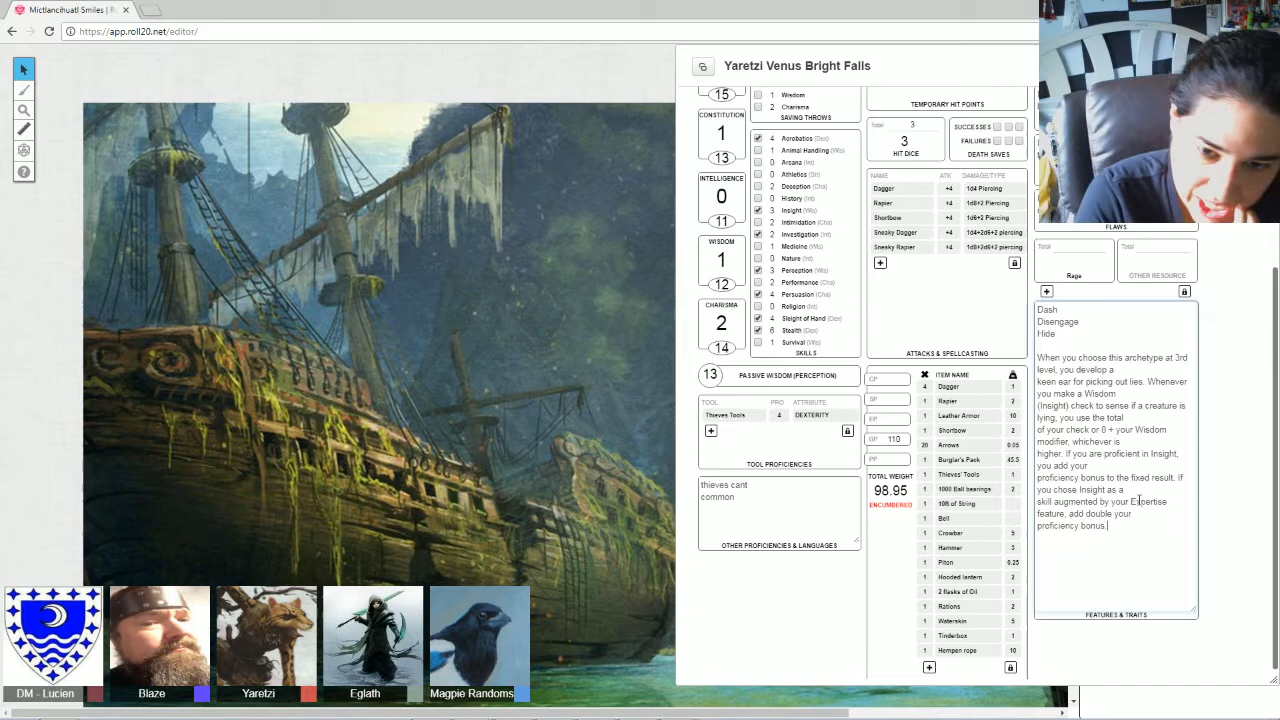 Mictlancihuatl Smiles | R
https://app.roll20.net/editor/
Yaretzi Venus Bright Falls
15
CONSTITUTION
1
13
INTELLIGENCE
0
11
WISDOM
1
12
CHARISMA
2
14
1 Wisdom
2 Charisma
SAVING THROWS
4 Acrobatics (Dex)
1 Animal Handling (Wis)
0 Arcana (Int)
0 Athletics (Str)
2 Deception (Cha)
0 History (Int)
3 Insight (Wis)
2 Intimidation (Cha)
2 Investigation (Int)
1 Medicine (Wis)
0 Nature (Int)
3 Perception (Wis)
2 Performance (Cha)
4 Persuasion (Cha)
0 Religion (Int)
4 Sleight of Hand (Dex)
6 Stealth (Dex)
1 Survival (Wis)
SKILLS
13 PASSIVE WISDOM (PERCEPTION)
TOOL PRO ATTRIBUTE
Thieves Tools 4 DEXTERITY
TOOL PROFICIENCIES
thieves cant
common
OTHER PROFICIENCIES & LANGUAGES
TEMPORARY HIT POINTS
Total 3
3
HIT DICE
SUCCESSES
FAILURES
DEATH SAVES
NAME ATK DAMAGE/TYPE
Dagger +4 1d4 Piercing
Rapier +4 1d8+2 Piercing
Shortbow +4 1d6+2 Piercing
Sneaky Dagger +4 1d4+2d6+2 piercing
Sneaky Rapier +4 1d8+2d6+2 piercing
ATTACKS & SPELLCASTING
CP
SP
EP
GP 110
PP
TOTAL WEIGHT
98.95
ENCUMBERED
ITEM NAME
4 Dagger 1
1 Rapier 2
1 Leather Armor 10
1 Shortbow 2
20 Arrows 0.05
1 Burglar's Pack 45.5
1 Thieves' Tools 1
1 1000 Ball bearings 2
1 10ft of String
1 Bell
1 Crowbar 5
1 Hammer 3
1 Piton 0.25
1 Hooded lantern 2
1 2 flasks of Oil 1
1 Rations 2
1 Waterskin 5
1 Tinderbox 1
1 Hempen rope 10
FLAWS
Total
Rage
Total
OTHER RESOURCE
Dash
Disengage
Hide
When you choose this archetype at 3rd
level, you develop a
keen ear for picking out lies. Whenever
you make a Wisdom
(Insight) check to sense if a creature is
lying, you use the total
of your check or 8 + your Wisdom
modifier, whichever is
higher. If you are proficient in Insight,
you add your
proficiency bonus to the fixed result. If
you chose Insight as a
skill augmented by your Expertise
feature, add double your
proficiency bonus.
FEATURES & TRAITS
DM - Lucien
Blaze
Yaretzi
Eglath
Magpie Randoms